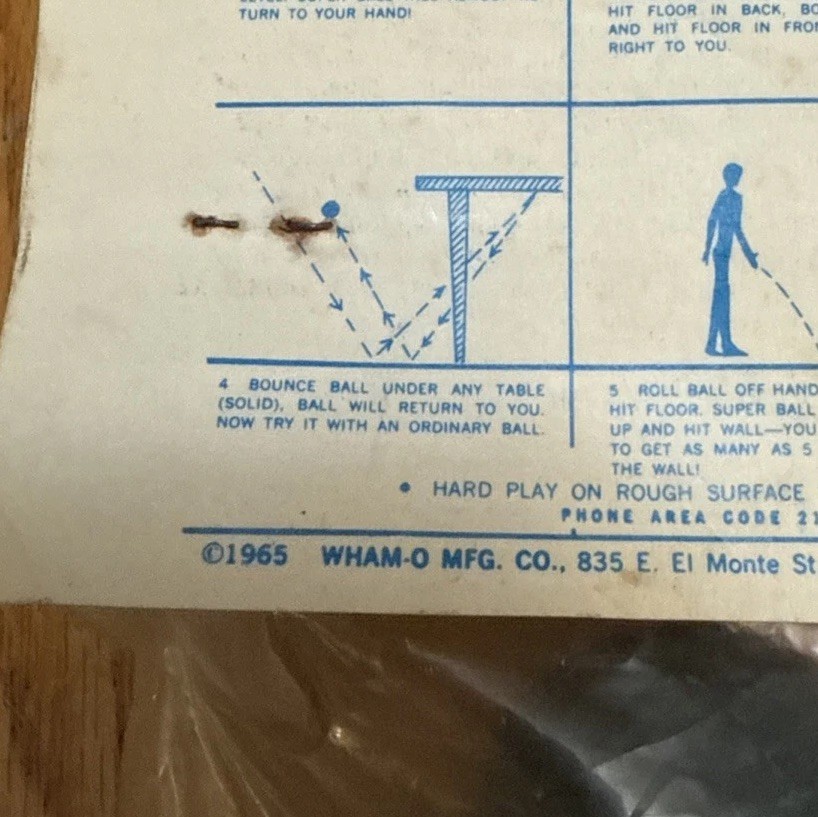 TURN TO YOUR HAND!
HIT FLOOR IN BACK,
AND HIT FLOOR IN
RIGHT TO YOU.
4 BOUNCE BALL UNDER ANY TABLE
(SOLID), BALL WILL RETURN TO YOU.
NOW TRY IT WITH AN ORDINARY BALL.
5 ROLL BALL OFF HAND
HIT FLOOR. SUPER BALL
UP AND HIT WALL—YOU
TO GET AS MANY AS 5
THE WALL!
• HARD PLAY ON ROUGH SURFACE
PHONE AREA CODE 21
©1965 WHAM-O MFG. CO., 835 E. El Monte St